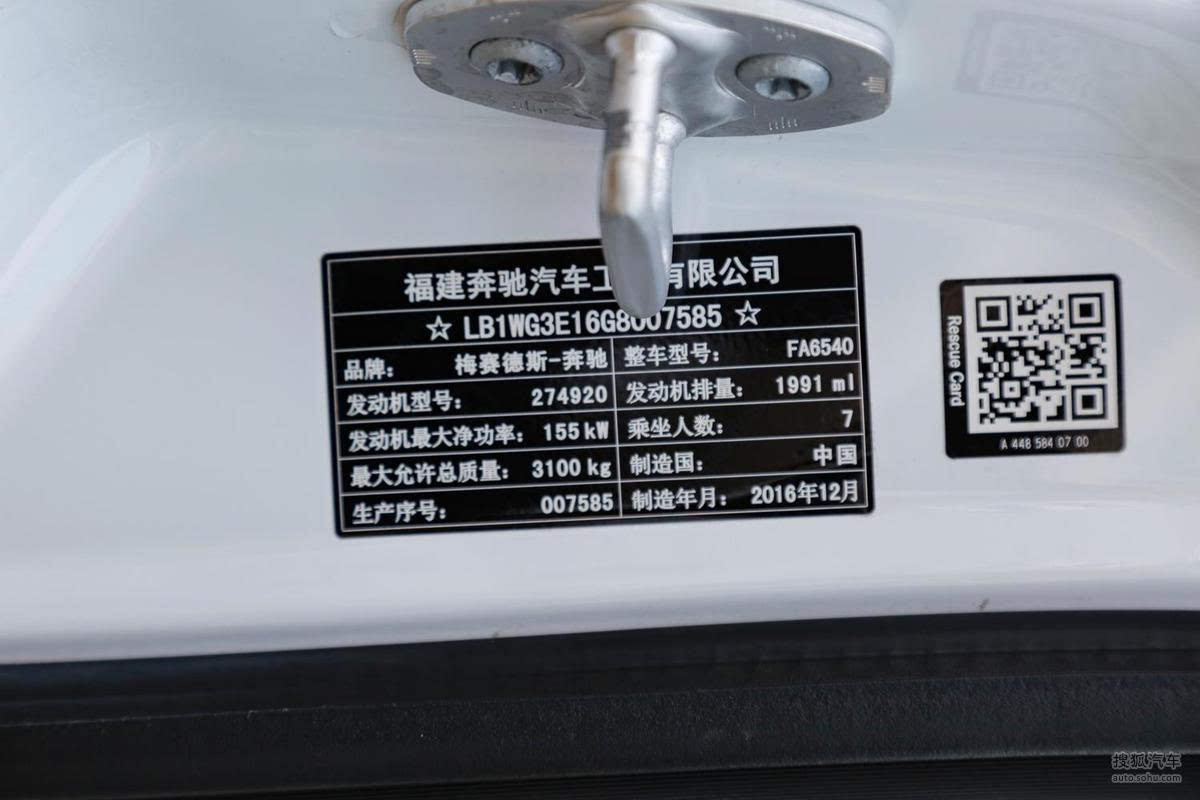 福建奔驰汽车工 有限公司
☆ LB1WG3E16G8007585 ☆
品牌： 梅赛德斯-奔驰 整车型号： FA6540
发动机型号： 274920 发动机排量： 1991 ml
发动机最大净功率： 155 kW 乘坐人数： 7
最大允许总质量： 3100 kg 制造国： 中国
生产序号： 007585 制造年月： 2016年12月
Rescue Card
A 448 584 07 00
搜狐汽车
auto.sohu.com